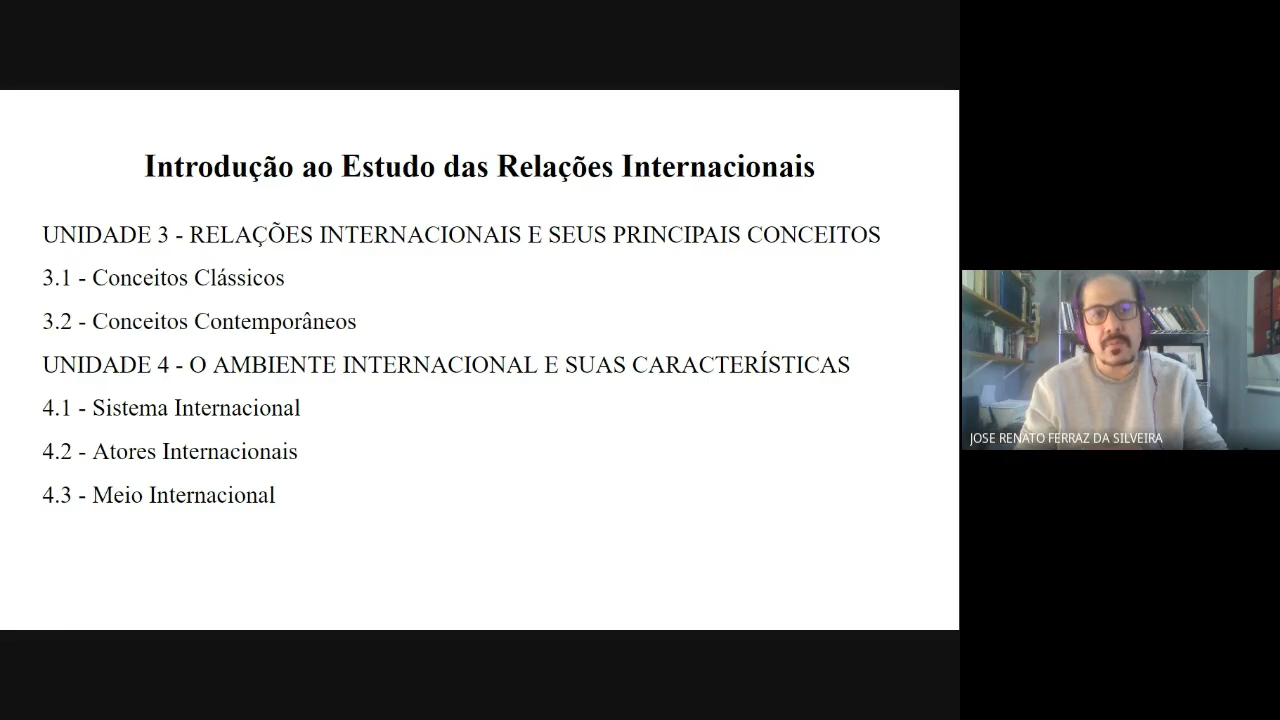 Introdução ao Estudo das Relações Internacionais
UNIDADE 3 - RELAÇÕES INTERNACIONAIS E SEUS PRINCIPAIS CONCEITOS
3.1 - Conceitos Clássicos
3.2 - Conceitos Contemporâneos
UNIDADE 4 - O AMBIENTE INTERNACIONAL E SUAS CARACTERÍSTICAS
4.1 - Sistema Internacional
4.2 - Atores Internacionais
4.3 - Meio Internacional
JOSE RENATO FERRAZ DA SILVEIRA